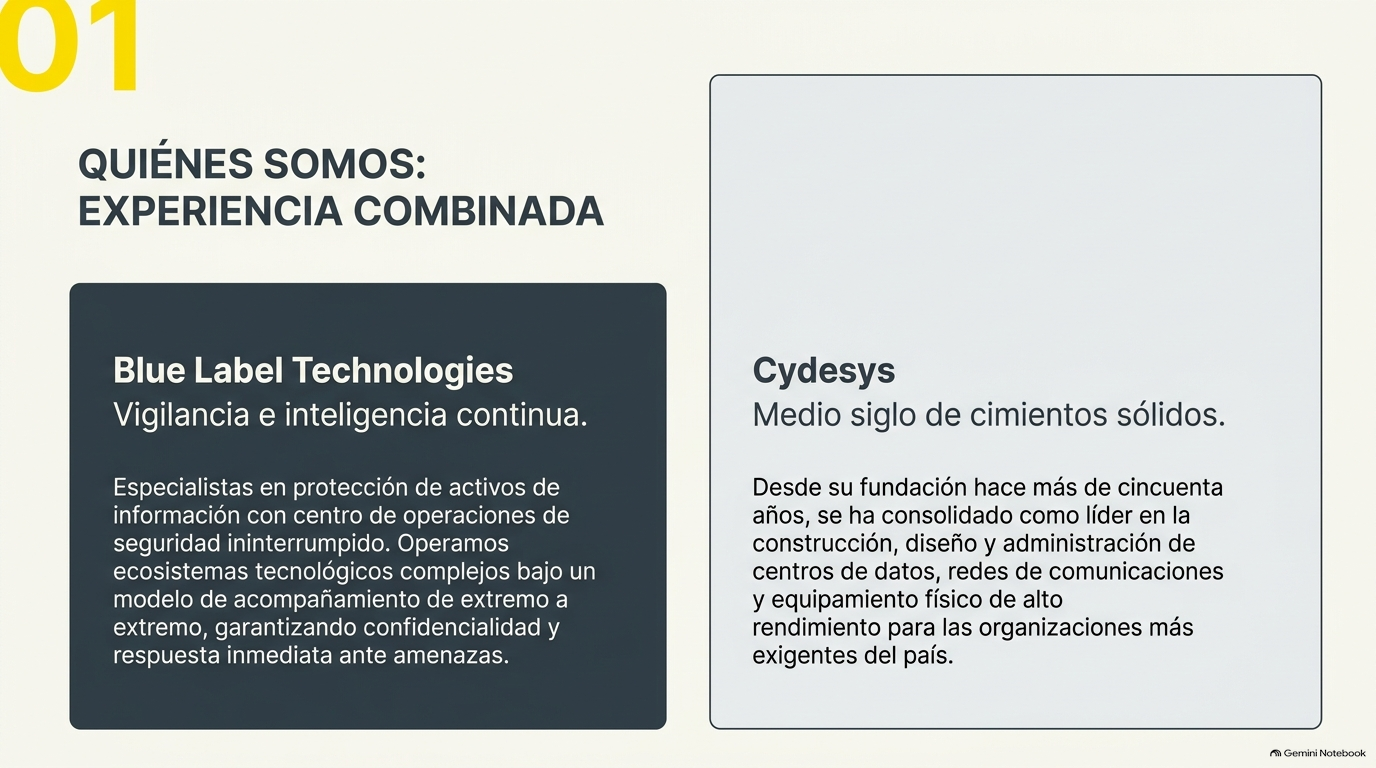 01
QUIÉNES SOMOS:
EXPERIENCIA COMBINADA
Blue Label Technologies
Vigilancia e inteligencia continua.
Especialistas en protección de activos de
información con centro de operaciones de
seguridad ininterrumpido. Operamos
ecosistemas tecnológicos complejos bajo un
modelo de acompañamiento de extremo a
extremo, garantizando confidencialidad y
respuesta inmediata ante amenazas.
Cydesys
Medio siglo de cimientos sólidos.
Desde su fundación hace más de cincuenta
años, se ha consolidado como líder en la
construcción, diseño y administración de
centros de datos, redes de comunicaciones
y equipamiento físico de alto
rendimiento para las organizaciones más
exigentes del país.
Gemini Notebook